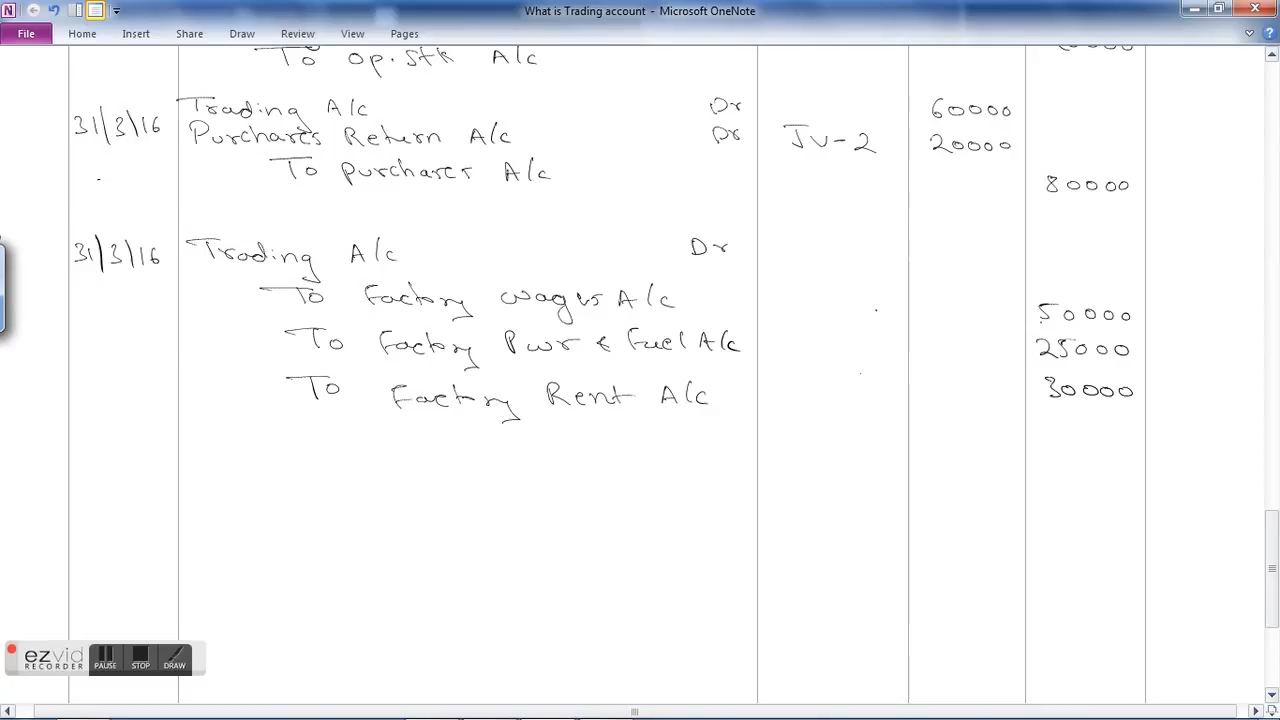 What is Trading account - Microsoft OneNote
File Home Insert Share Draw Review View Pages
To Op. Stk A/c
Trading A/c Dr 60000
31/3/16 Purchases Return A/c Dr JV-2 20000
To purchases A/c 80000
31/3/16 Trading A/c Dr
To Factory wages A/c 50000
To Factory Pwr & Fuel A/c 25000
To Factory Rent A/c 30000
ezvid
RECORDER
PAUSE STOP DRAW